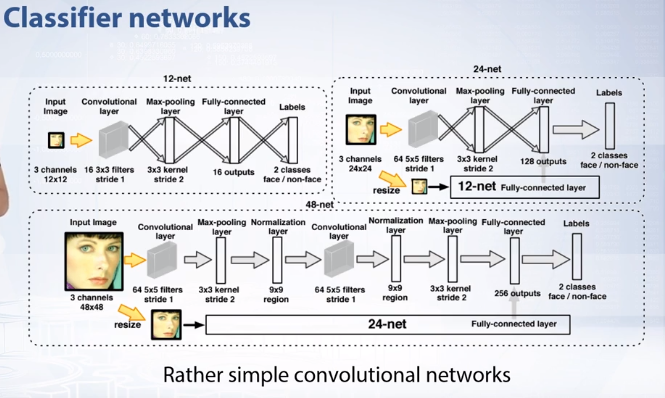 Classifier networks
12-net
Input
Image
Convolutional
layer
Max-pooling
layer
Fully-connected
layer
Labels
3 channels
12x12
16 3x3 filters
stride 1
3x3 kernel
stride 2
16 outputs
2 classes
face / non-face
24-net
Input
Image
Convolutional
layer
Max-pooling
layer
Fully-connected
layer
Labels
3 channels
24x24
64 5x5 filters
stride 1
3x3 kernel
stride 2
128 outputs
2 classes
face / non-face
resize
12-net Fully-connected layer
48-net
Input Image
Convolutional
layer
Max-pooling
layer
Normalization
layer
Convolutional
layer
Normalization
layer
Max-pooling
layer
Fully-connected
layer
Labels
3 channels
48x48
64 5x5 filters
stride 1
3x3 kernel
stride 2
9x9
region
64 5x5 filters
stride 1
9x9
region
3x3 kernel
stride 2
256 outputs
2 classes
face / non-face
resize
24-net Fully-connected layer
Rather simple convolutional networks